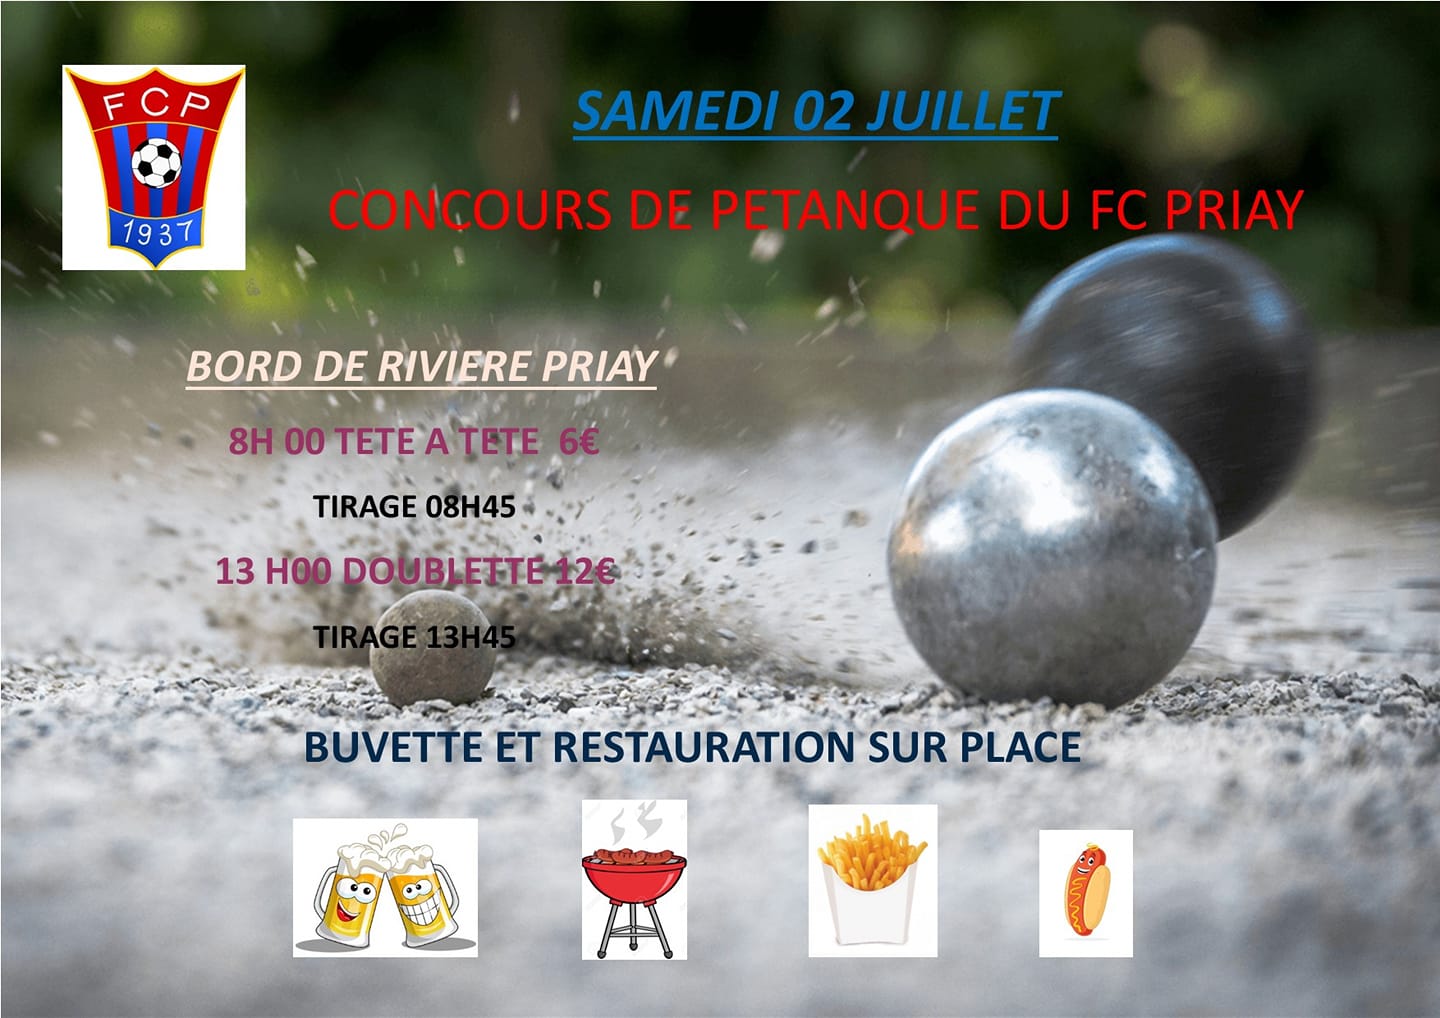 FCP
1937
SAMEDI 02 JUILLET
CONCOURS DE PETANQUE DU FC PRIAY
BORD DE RIVIERE PRIAY
8H 00 TETE A TETE 6€
TIRAGE 08H45
13 H00 DOUBLETTE 12€
TIRAGE 13H45
BUVETTE ET RESTAURATION SUR PLACE